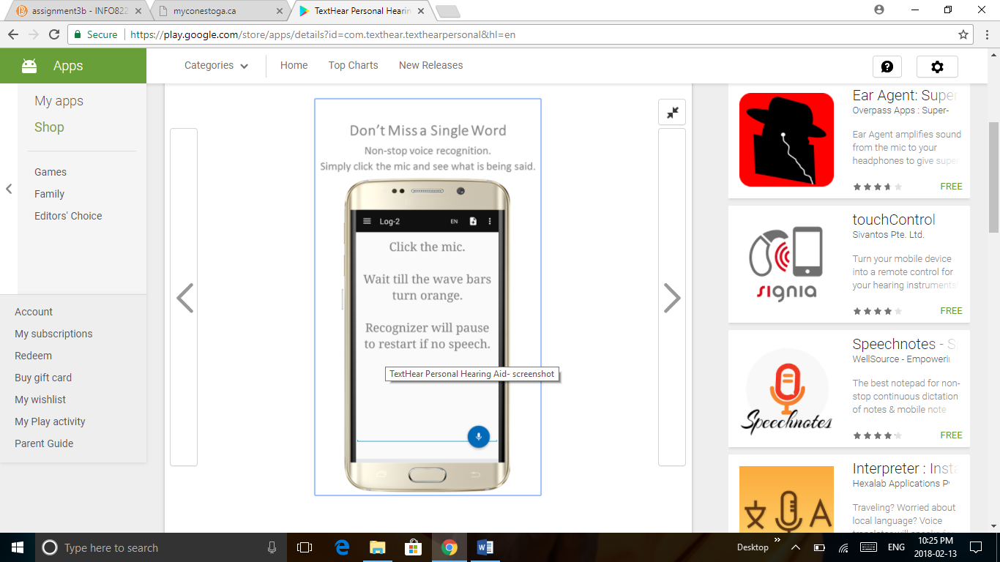 assignment3b - INFO822
myconestoga.ca
TextHear Personal Hearin
Secure
https://play.google.com/store/apps/details?id=com.texthear.texthearpersonal&hl=en
Apps
Categories
Home
Top Charts
New Releases
My apps
Shop
Games
Family
Editors' Choice
Account
My subscriptions
Redeem
Buy gift card
My wishlist
My Play activity
Parent Guide
Don't Miss a Single Word
Non-stop voice recognition.
Simply click the mic and see what is being said.
Log-2
EN
Click the mic.
Wait till the wave bars
turn orange.
Recognizer will pause
to restart if no speech.
TextHear Personal Hearing Aid- screenshot
Ear Agent: Super
Overpass Apps : Super-
Ear Agent amplifies sound
from the mic to your
headphones to give super
FREE
touchControl
Sivantos Pte. Ltd.
Turn your mobile device
into a remote control for
your hearing instruments
signia
FREE
Speechnotes - S
WellSource - Empowerin
The best notepad for non-
stop continuous dictation
of notes & mobile note
Speechnotes
FREE
Interpreter : Insta
Hexalab Applications P
Traveling? Worried about
local language? Voice
文 A
Type here to search
Desktop
ENG
10:25 PM
2018-02-13